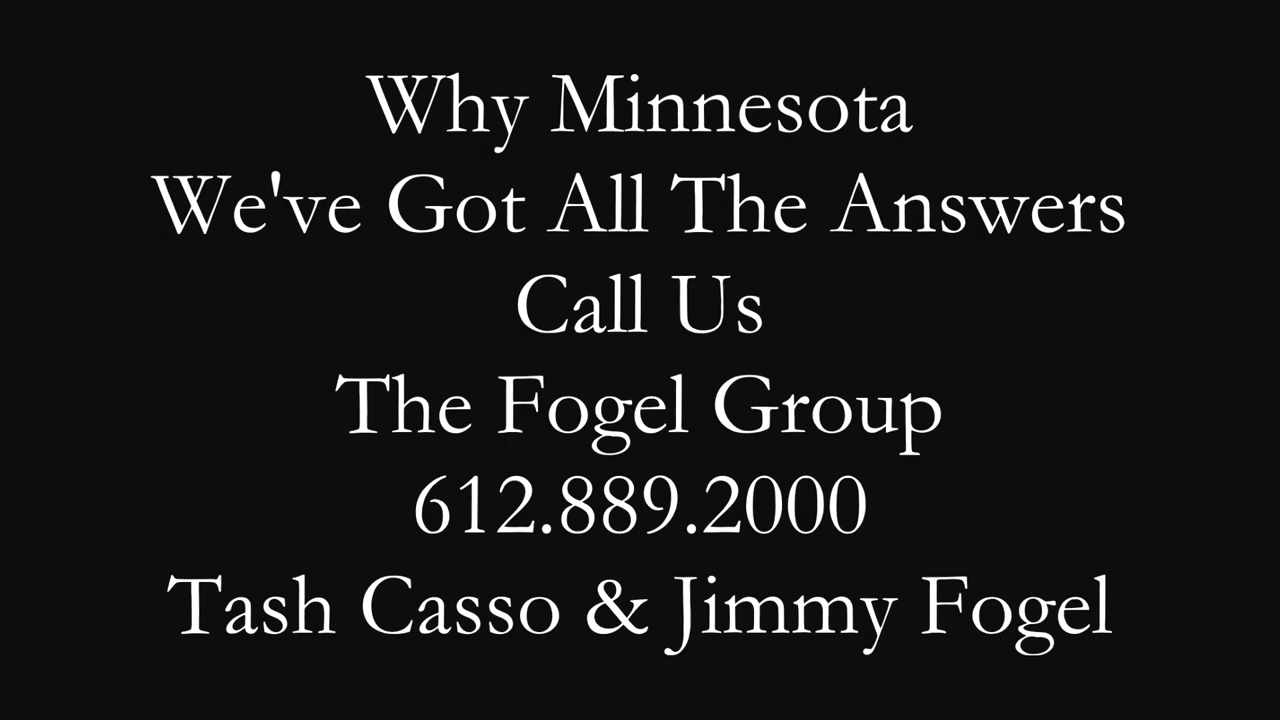 Why Minnesota
We've Got All The Answers
Call Us
The Fogel Group
612.889.2000
Tash Casso & Jimmy Fogel